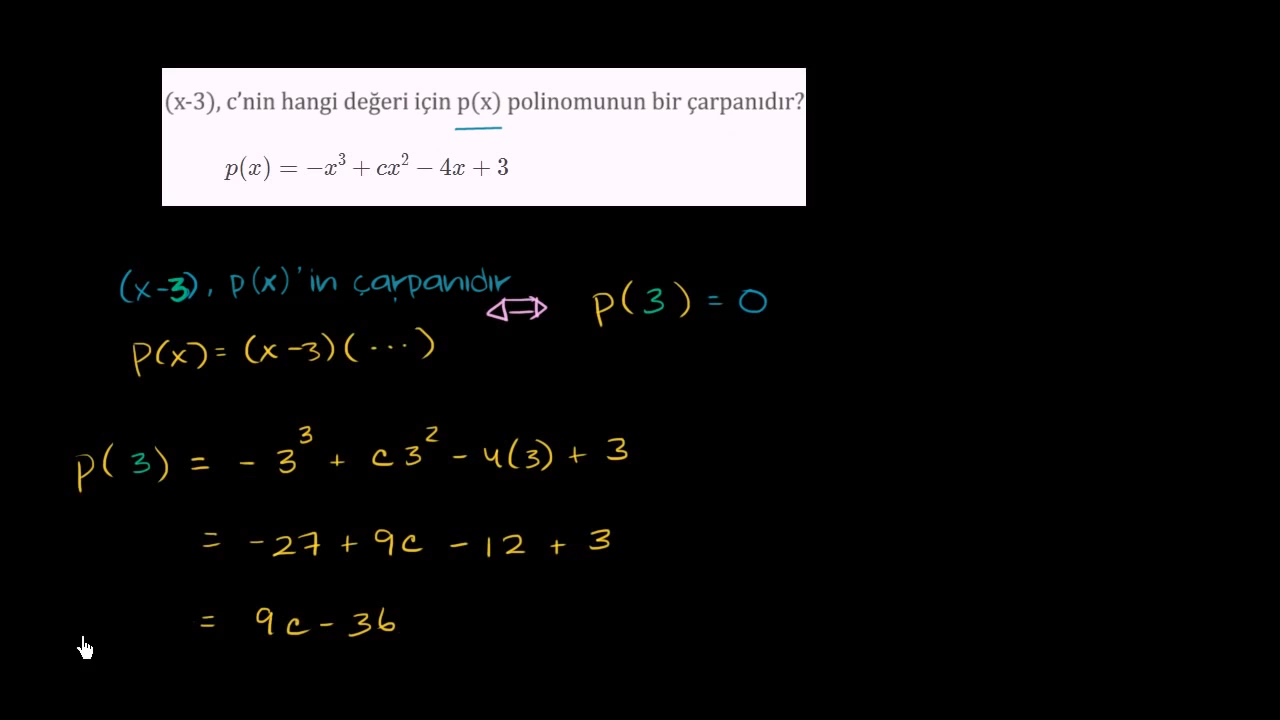 (x-3), c'nin hangi değeri için p(x) polinomunun bir çarpanıdır?
p(x) = −x³ + cx² − 4x + 3
(x-3), p(x)'in çarpanıdır ⇔ p(3) = 0
P(x) = (x-3)(···)
p(3) = -3³ + c3² - 4(3) + 3
= -27 + 9c - 12 + 3
= 9c - 36